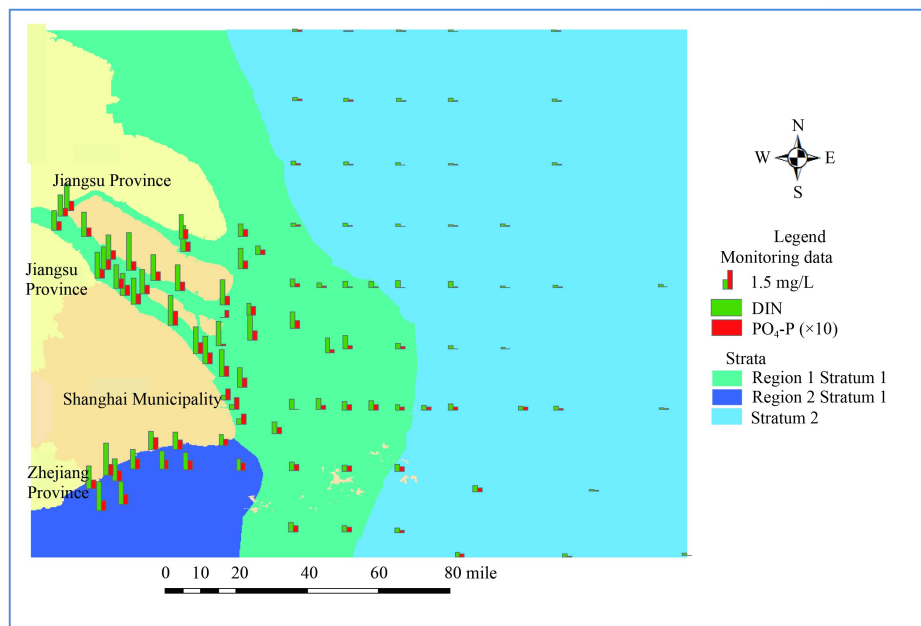 Jiangsu Province
Jiangsu
Province
Shanghai Municipality
Zhejiang
Province
0 10 20 40 60 80 mile
N
W E
S
Legend
Monitoring data
1.5 mg/L
DIN
PO₄-P (×10)
Strata
Region 1 Stratum 1
Region 2 Stratum 1
Stratum 2